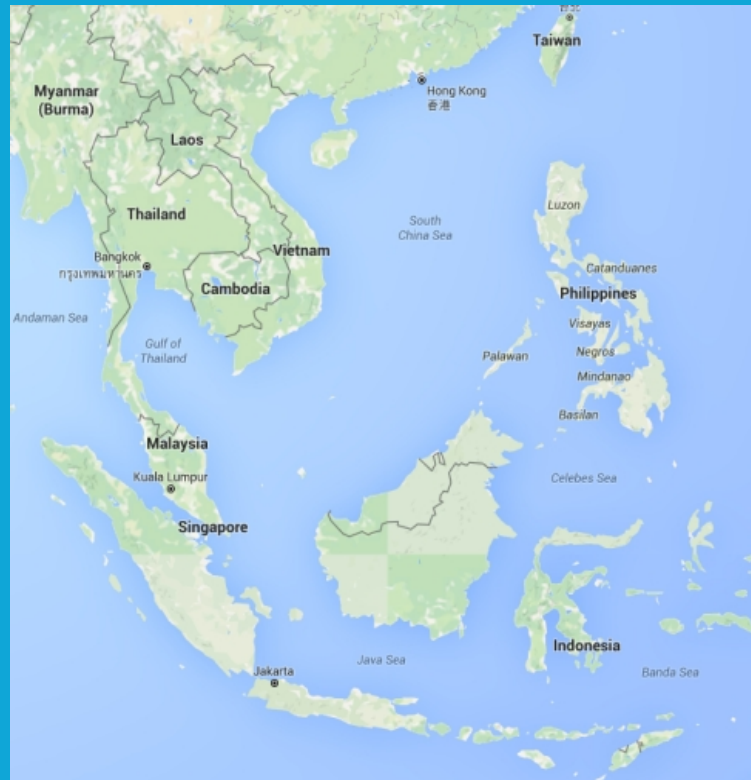 台北
Taiwan
Myanmar
(Burma)
Hong Kong
香港
Laos
Luzon
Thailand
South
China Sea
Vietnam
Bangkok
กรุงเทพมหานคร
Catanduanes
Cambodia
Philippines
Andaman Sea
Visayas
Gulf of
Thailand
Palawan
Negros
Mindanao
Basilan
Malaysia
Kuala Lumpur
Celebes Sea
Singapore
Indonesia
Java Sea
Jakarta
Banda Sea